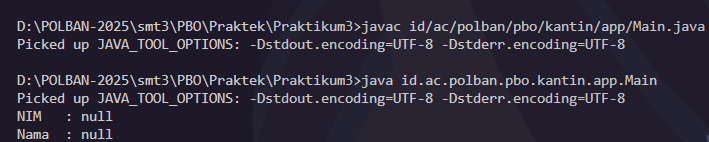 D:\POLBAN-2025\smt3\PBO\Praktek\Praktikum3>javac id/ac/polban/pbo/kantin/app/Main.java
Picked up JAVA_TOOL_OPTIONS: -Dstdout.encoding=UTF-8 -Dstderr.encoding=UTF-8
D:\POLBAN-2025\smt3\PBO\Praktek\Praktikum3>java id.ac.polban.pbo.kantin.app.Main
Picked up JAVA_TOOL_OPTIONS: -Dstdout.encoding=UTF-8 -Dstderr.encoding=UTF-8
NIM   : null
Nama  : null